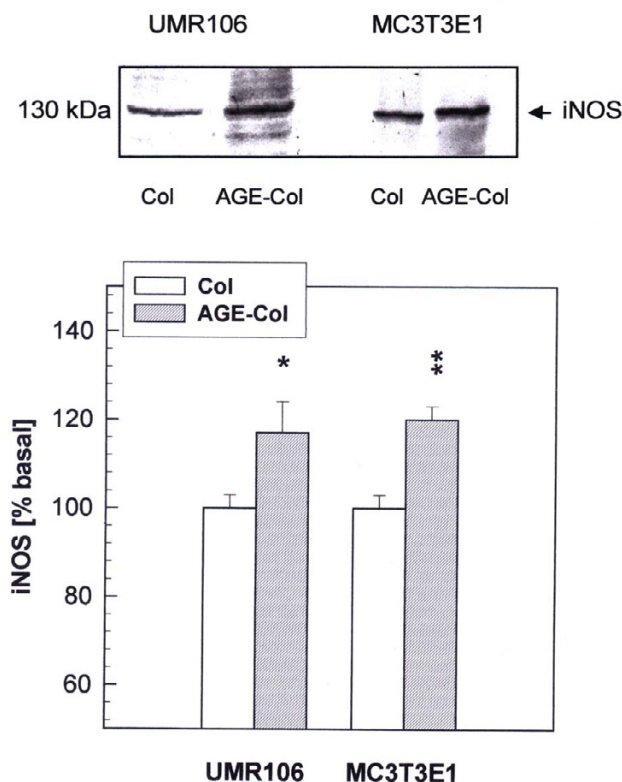 UMR106 MC3T3E1
130 kDa iNOS
Col AGE-Col Col AGE-Col
Col
AGE-Col
140
120
100
80
60
* **
iNOS [% basal]
UMR106 MC3T3E1